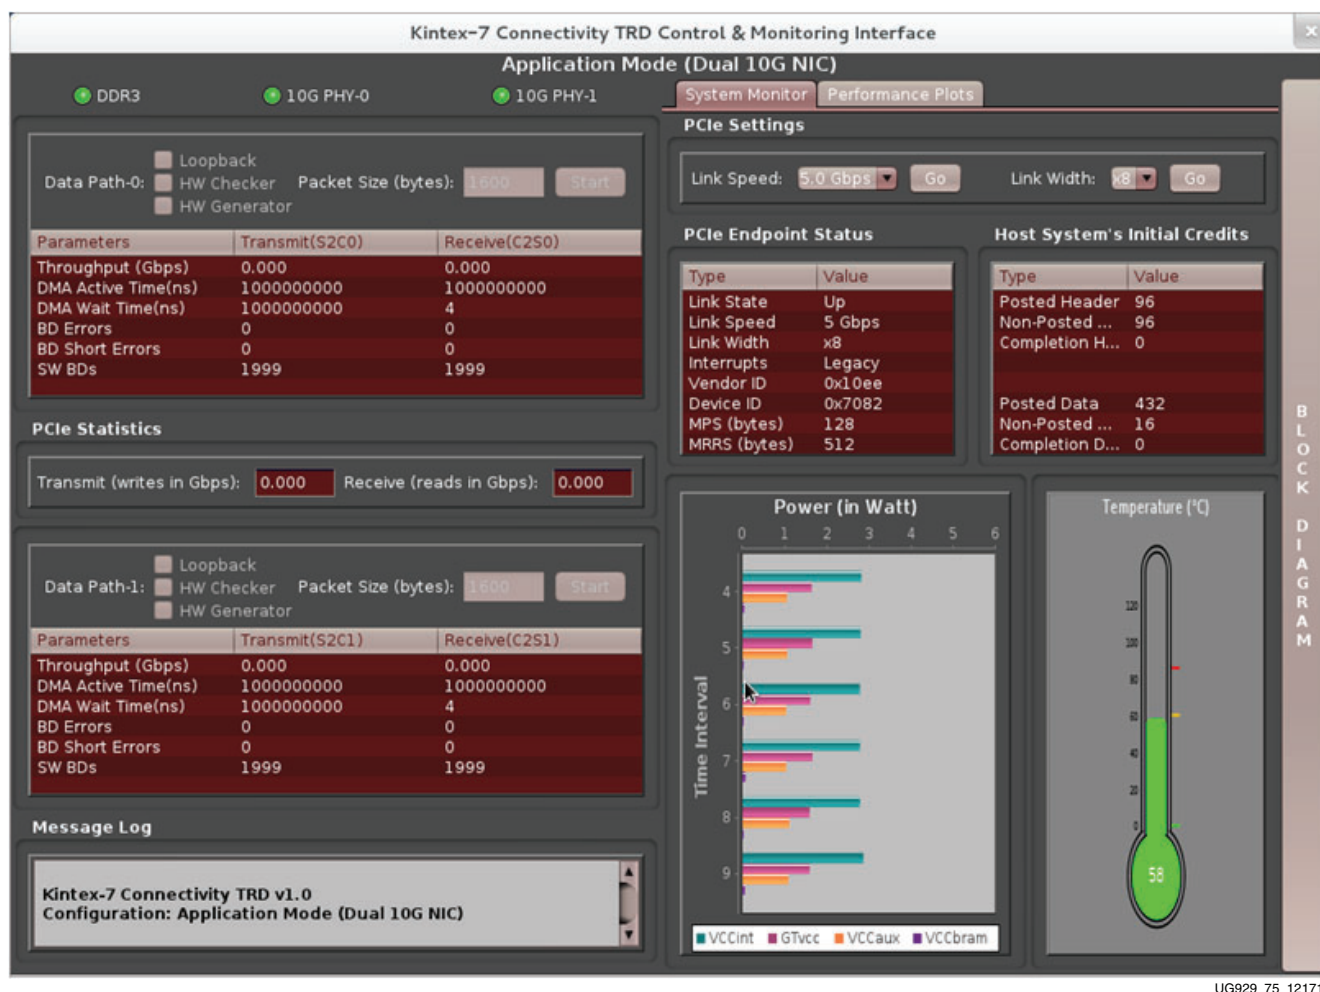 Kintex-7 Connectivity TRD Control & Monitoring Interface
Application Mode (Dual 10G NIC)
DDR3 10G PHY-0 10G PHY-1
Data Path-0: Loopback
HW Checker
HW Generator
Packet Size (bytes): 1600 Start
Parameters Transmit(S2C0) Receive(C2S0)
Throughput (Gbps) 0.000 0.000
DMA Active Time(ns) 1000000000 1000000000
DMA Wait Time(ns) 1000000000 4
BD Errors 0 0
BD Short Errors 0 0
SW BDs 1999 1999
PCIe Statistics
Transmit (writes in Gbps): 0.000 Receive (reads in Gbps): 0.000
Data Path-1: Loopback
HW Checker
HW Generator
Packet Size (bytes): 1600 Start
Parameters Transmit(S2C1) Receive(C2S1)
Throughput (Gbps) 0.000 0.000
DMA Active Time(ns) 1000000000 1000000000
DMA Wait Time(ns) 1000000000 4
BD Errors 0 0
BD Short Errors 0 0
SW BDs 1999 1999
Message Log
Kintex-7 Connectivity TRD v1.0
Configuration: Application Mode (Dual 10G NIC)
System Monitor Performance Plots
PCIe Settings
Link Speed: 5.0 Gbps Go Link Width: x8 Go
PCIe Endpoint Status
Type Value
Link State Up
Link Speed 5 Gbps
Link Width x8
Interrupts Legacy
Vendor ID 0x10ee
Device ID 0x7082
MPS (bytes) 128
MRRS (bytes) 512
Host System's Initial Credits
Type Value
Posted Header 96
Non-Posted ... 96
Completion H... 0
Posted Data 432
Non-Posted ... 16
Completion D... 0
Power (in Watt)
0 1 2 3 4 5 6
Time Interval
4
5
6
7
8
9
VCCint GTvcc VCCaux VCCbram
Temperature (°C)
120
100
80
60
40
20
0
58
BLOCK DIAGRAM
UG929_75_12171